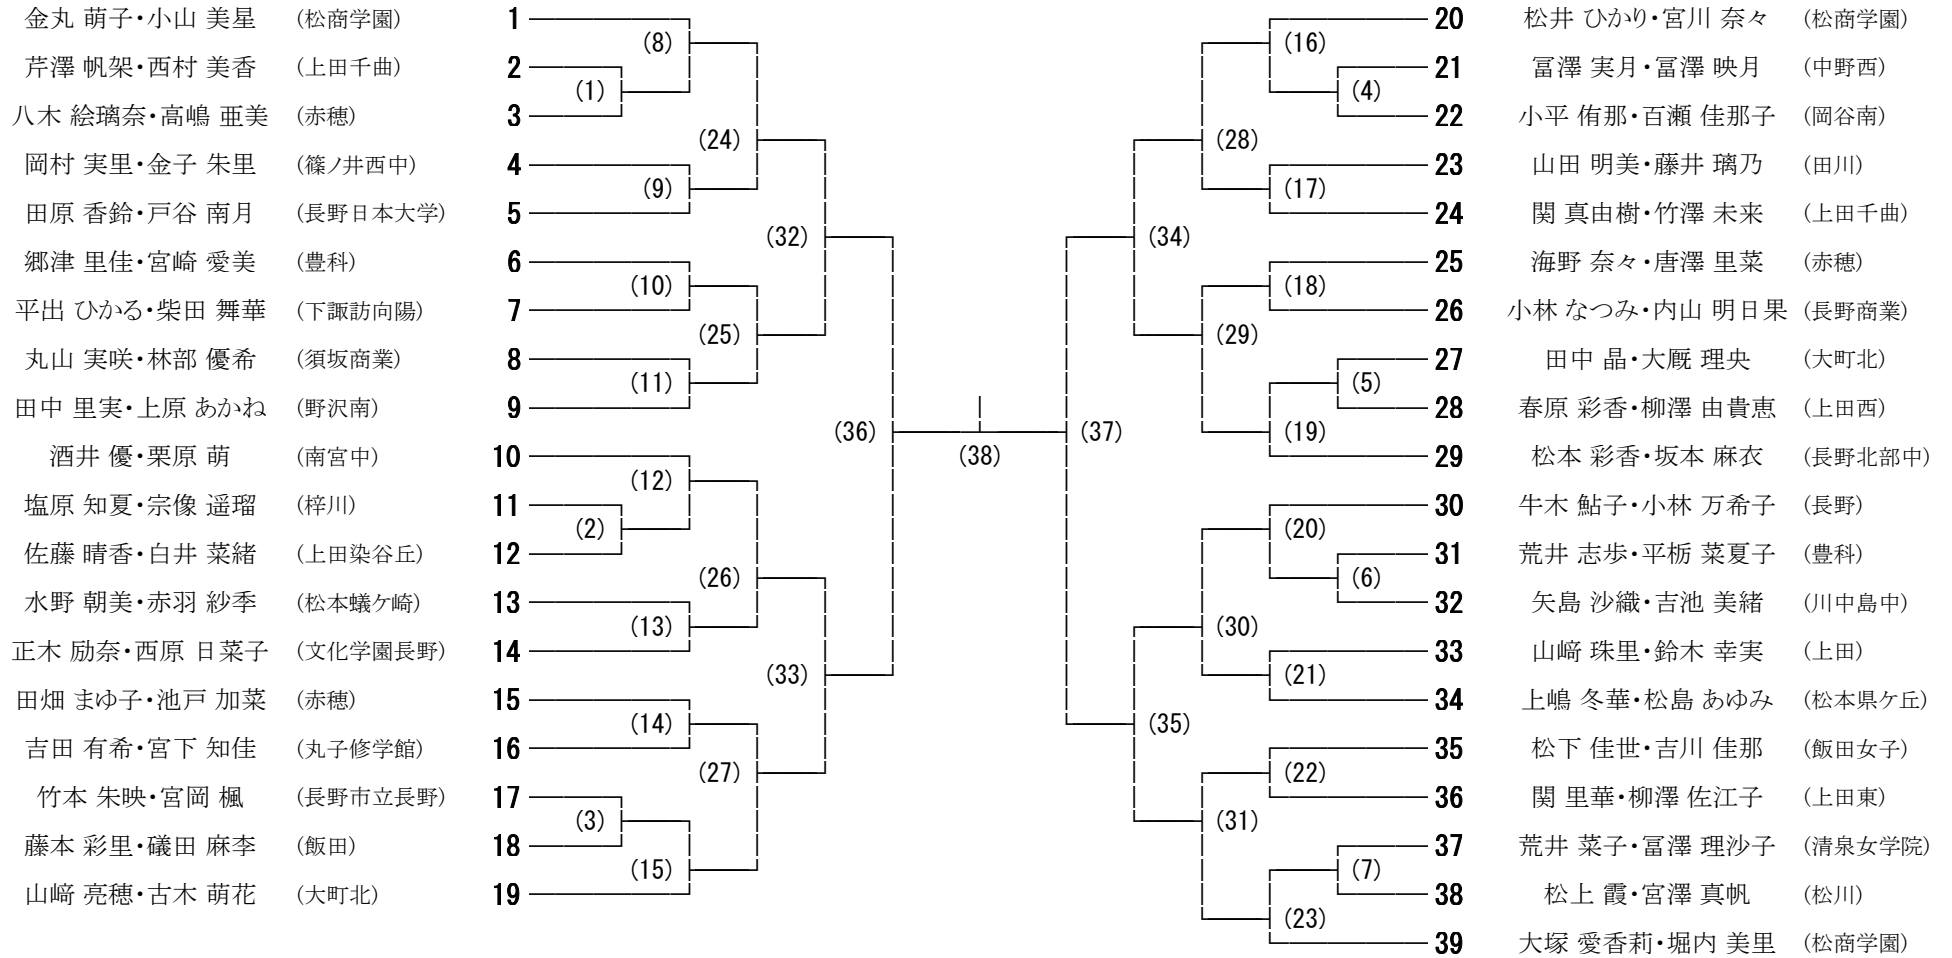 金丸 萌子・小山 美星 (松商学園) 1
(8)
芹澤 帆架・西村 美香 (上田千曲) 2
(1)
八木 絵璃奈・高嶋 亜美 (赤穂) 3
(24)
岡村 実里・金子 朱里 (篠ノ井西中) 4
(9)
田原 香鈴・戸谷 南月 (長野日本大学) 5
(32)
郷津 里佳・宮崎 愛美 (豊科) 6
(10)
平出 ひかる・柴田 舞華 (下諏訪向陽) 7
(25)
丸山 実咲・林部 優希 (須坂商業) 8
(11)
田中 里実・上原 あかね (野沢南) 9
(36)
酒井 優・栗原 萌 (南宮中) 10
(12)
塩原 知夏・宗像 遥瑠 (梓川) 11
(2)
佐藤 晴香・白井 菜緒 (上田染谷丘) 12
(26)
水野 朝美・赤羽 紗季 (松本蟻ケ崎) 13
(13)
正木 励奈・西原 日菜子 (文化学園長野) 14
(33)
田畑 まゆ子・池戸 加菜 (赤穂) 15
(14)
吉田 有希・宮下 知佳 (丸子修学館) 16
(27)
竹本 朱映・宮岡 楓 (長野市立長野) 17
(3)
藤本 彩里・礒田 麻李 (飯田) 18
(15)
山﨑 亮穂・古木 萌花 (大町北) 19
(38)
20 松井 ひかり・宮川 奈々 (松商学園)
(16)
21 冨澤 実月・冨澤 映月 (中野西)
(4)
22 小平 侑那・百瀬 佳那子 (岡谷南)
(28)
23 山田 明美・藤井 璃乃 (田川)
(17)
24 関 真由樹・竹澤 未来 (上田千曲)
(34)
25 海野 奈々・唐澤 里菜 (赤穂)
(18)
26 小林 なつみ・内山 明日果 (長野商業)
(29)
27 田中 晶・大厩 理央 (大町北)
(5)
28 春原 彩香・柳澤 由貴恵 (上田西)
(37)
(19)
29 松本 彩香・坂本 麻衣 (長野北部中)
30 牛木 鮎子・小林 万希子 (長野)
(20)
31 荒井 志歩・平栃 菜夏子 (豊科)
(6)
32 矢島 沙織・吉池 美緒 (川中島中)
(30)
33 山﨑 珠里・鈴木 幸実 (上田)
(21)
34 上嶋 冬華・松島 あゆみ (松本県ケ丘)
(35)
35 松下 佳世・吉川 佳那 (飯田女子)
(22)
36 関 里華・柳澤 佐江子 (上田東)
(31)
37 荒井 菜子・冨澤 理沙子 (清泉女学院)
(7)
38 松上 霞・宮澤 真帆 (松川)
(23)
39 大塚 愛香莉・堀内 美里 (松商学園)